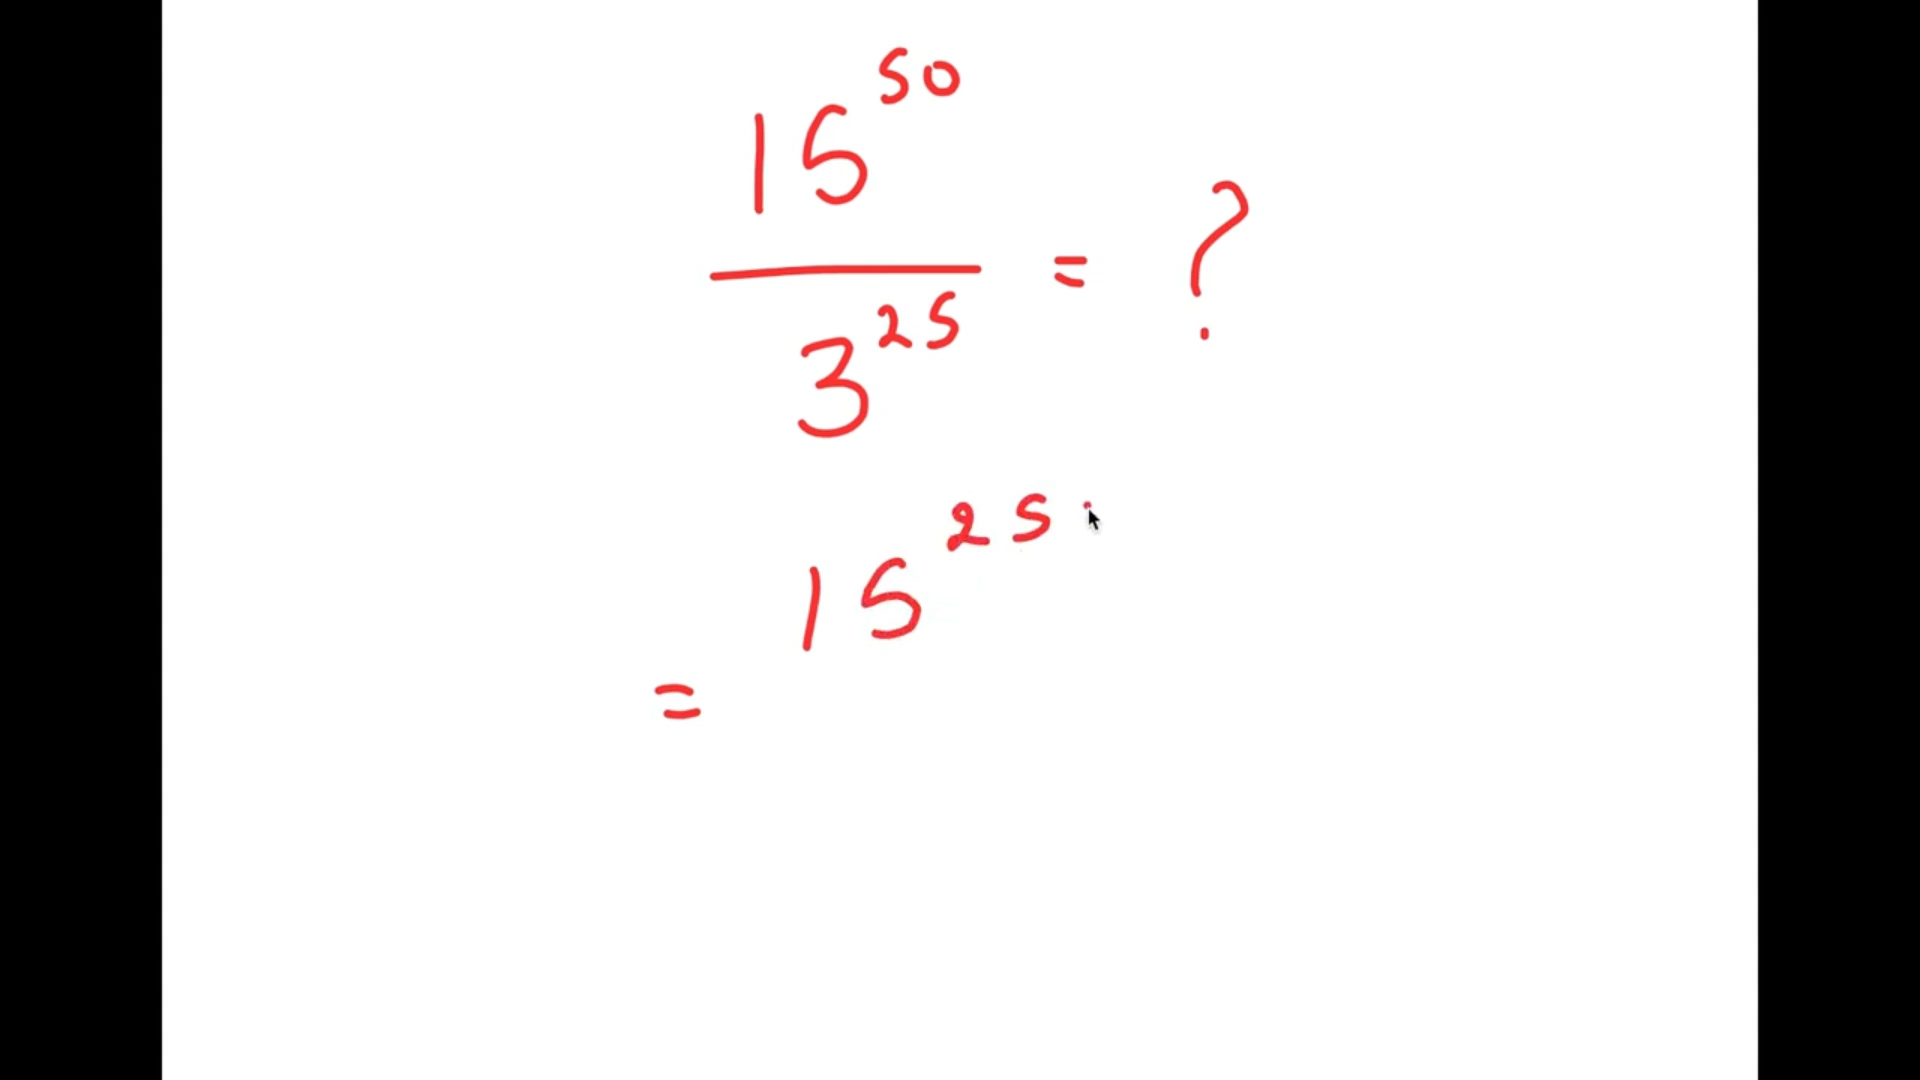 15^50
3^25 = ?
= 15^25·